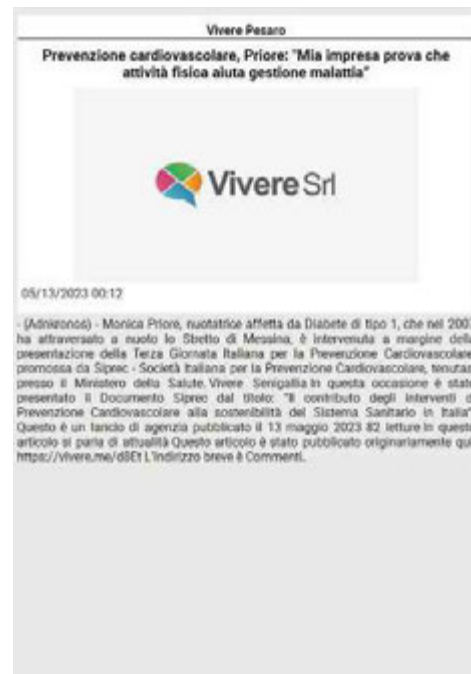 Vivere Pesaro
Prevenzione cardiovascolare, Priore: "Mia impresa prova che
attività fisica aiuta gestione malattia"
Vivere Srl
05/13/2023 00:12
- (Adnkronos) - Monica Priore, nuotatrice affetta da Diabete di tipo 1, che nel 2007
ha attraversato a nuoto lo Stretto di Messina, è intervenuta a margine della
presentazione della Terza Giornata Italiana per la Prevenzione Cardiovascolare
promossa da Siprec - Società Italiana per la Prevenzione Cardiovascolare, tenutasi
presso il Ministero della Salute. Vivere Senigallia In questa occasione è stato
presentato il Documento Siprec dal titolo: "Il contributo degli interventi di
Prevenzione Cardiovascolare alla sostenibilità del Sistema Sanitario in Italia"
Questo è un lancio di agenzia pubblicato il 13 maggio 2023 82 letture In questo
articolo si parla di attualità Questo articolo è stato pubblicato originariamente qui
https://vivere.me/d8Et L'indirizzo breve è Commenti.